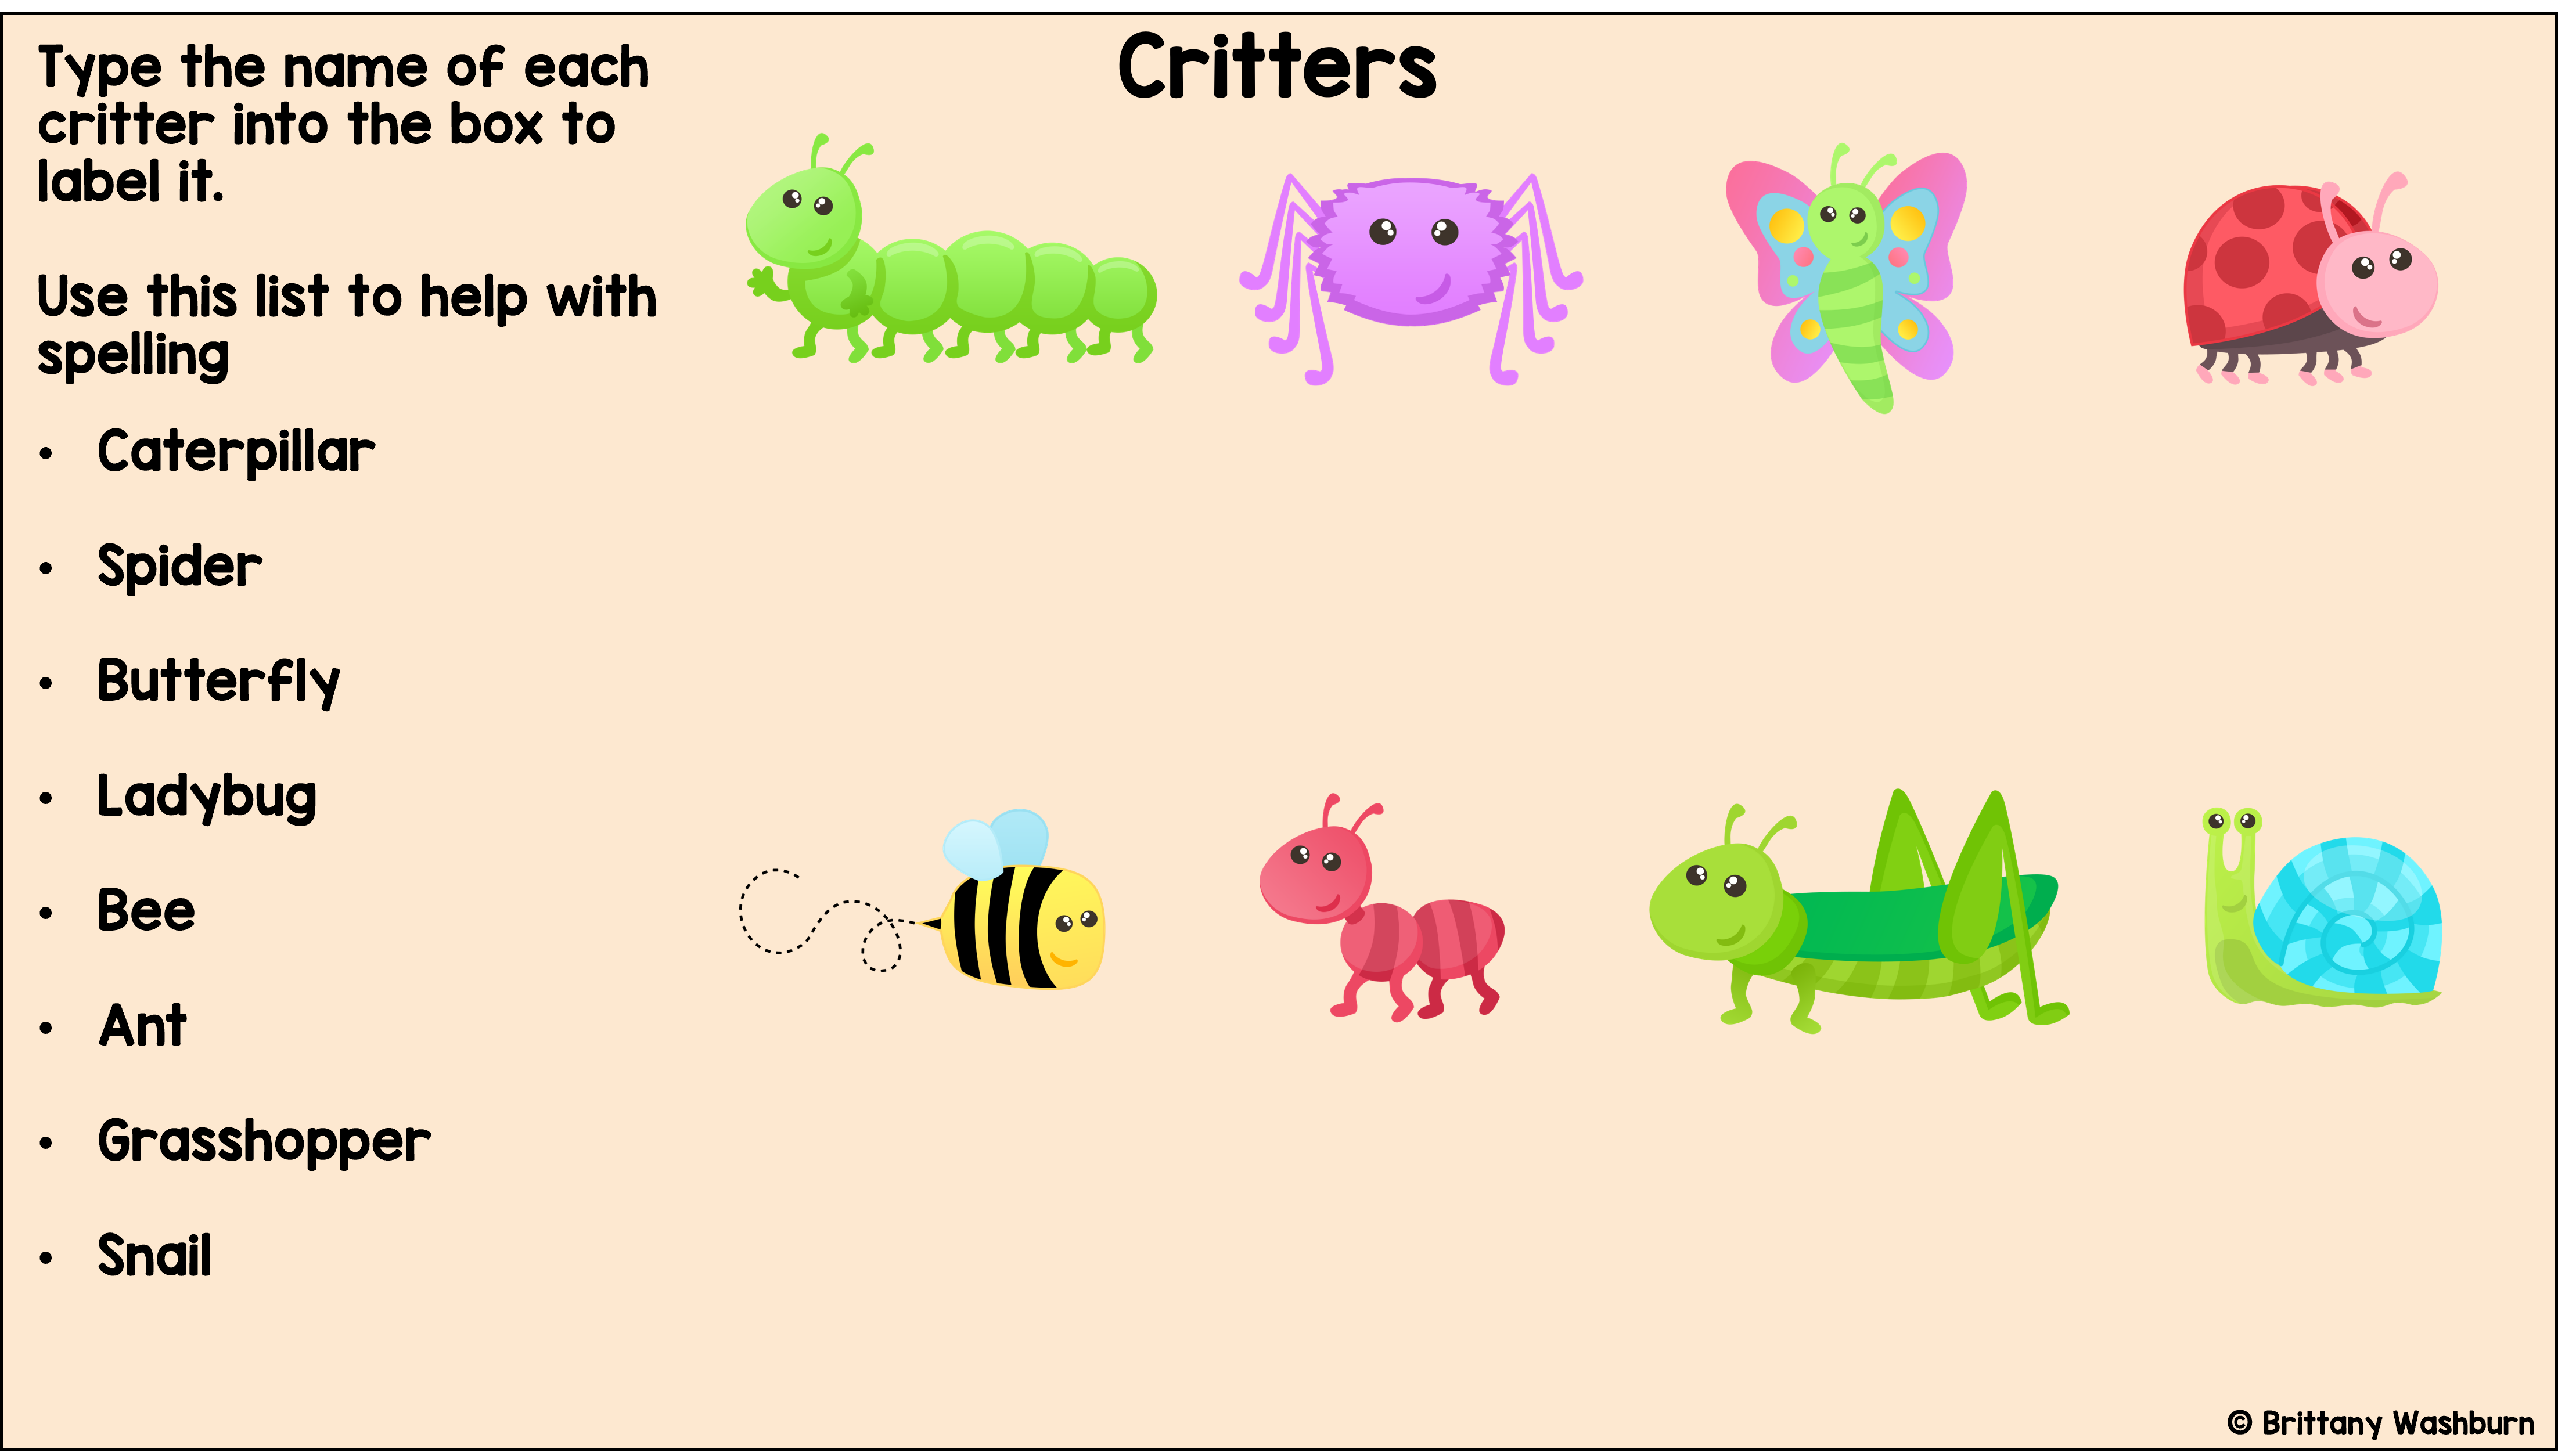 Critters
Type the name of each
critter into the box to
label it.
Use this list to help with
spelling
• Caterpillar
• Spider
• Butterfly
• Ladybug
• Bee
• Ant
• Grasshopper
• Snail
© Brittany Washburn